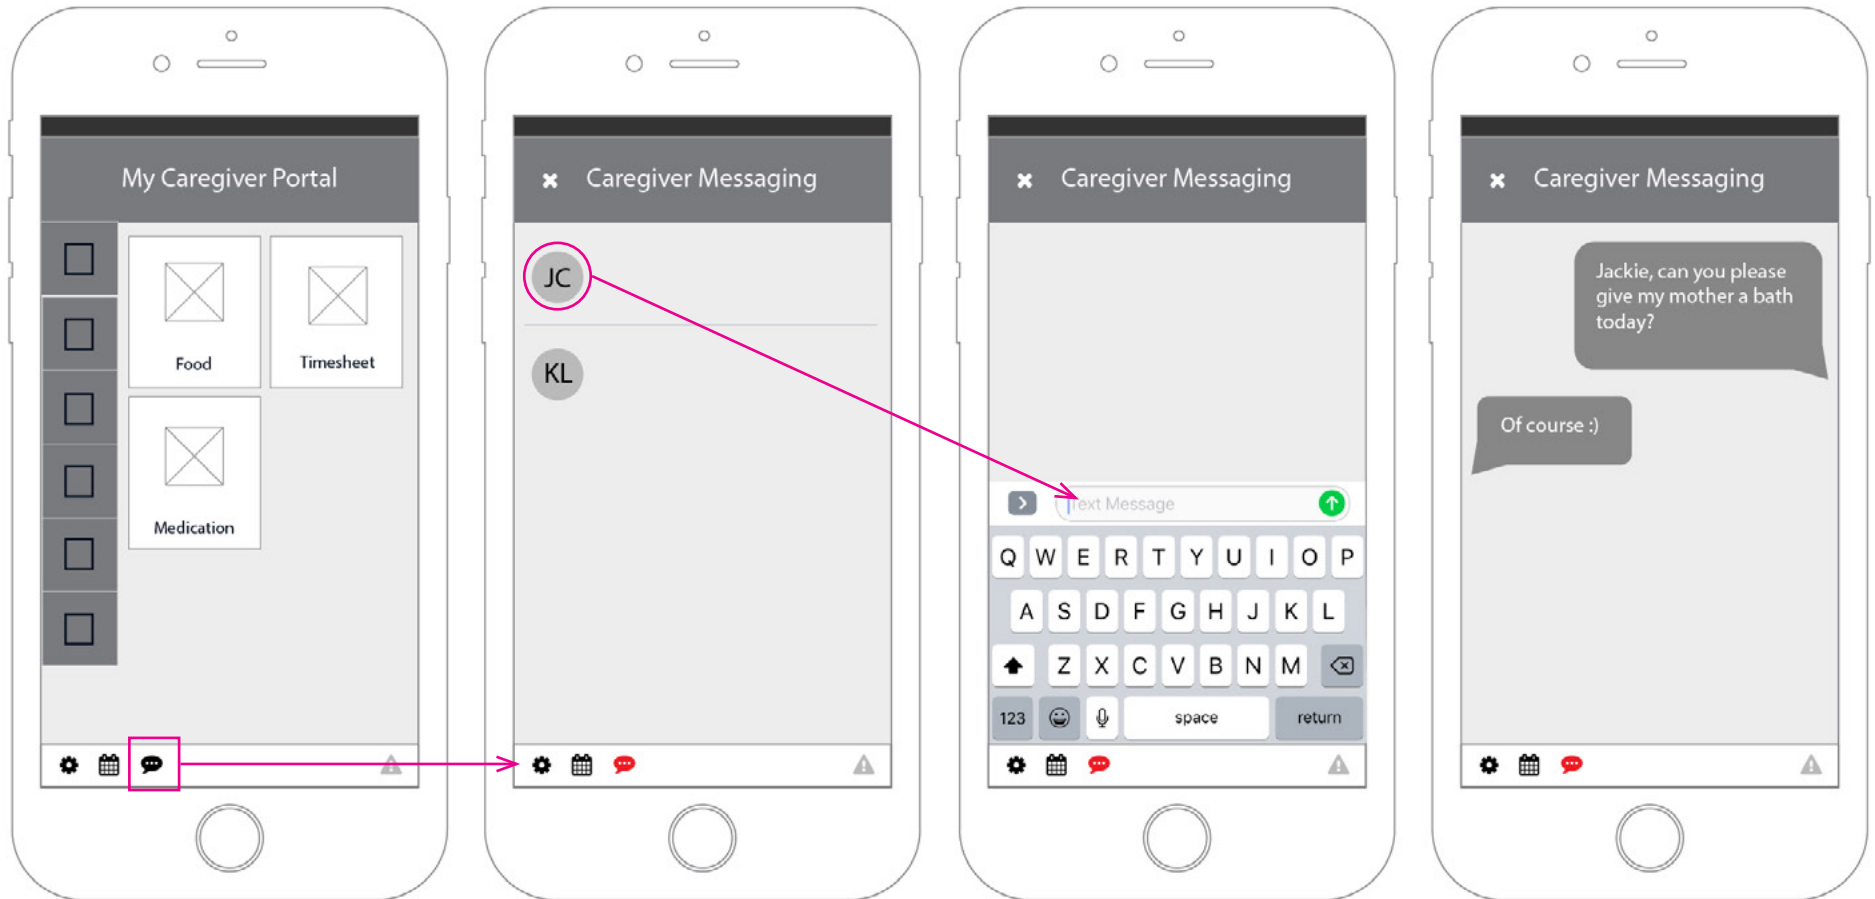 My Caregiver Portal
Food
Timesheet
Medication
Caregiver Messaging
JC
KL
Caregiver Messaging
Text Message
Q W E R T Y U I O P
A S D F G H J K L
Z X C V B N M
123 space return
Caregiver Messaging
Jackie, can you please
give my mother a bath
today?
Of course :)